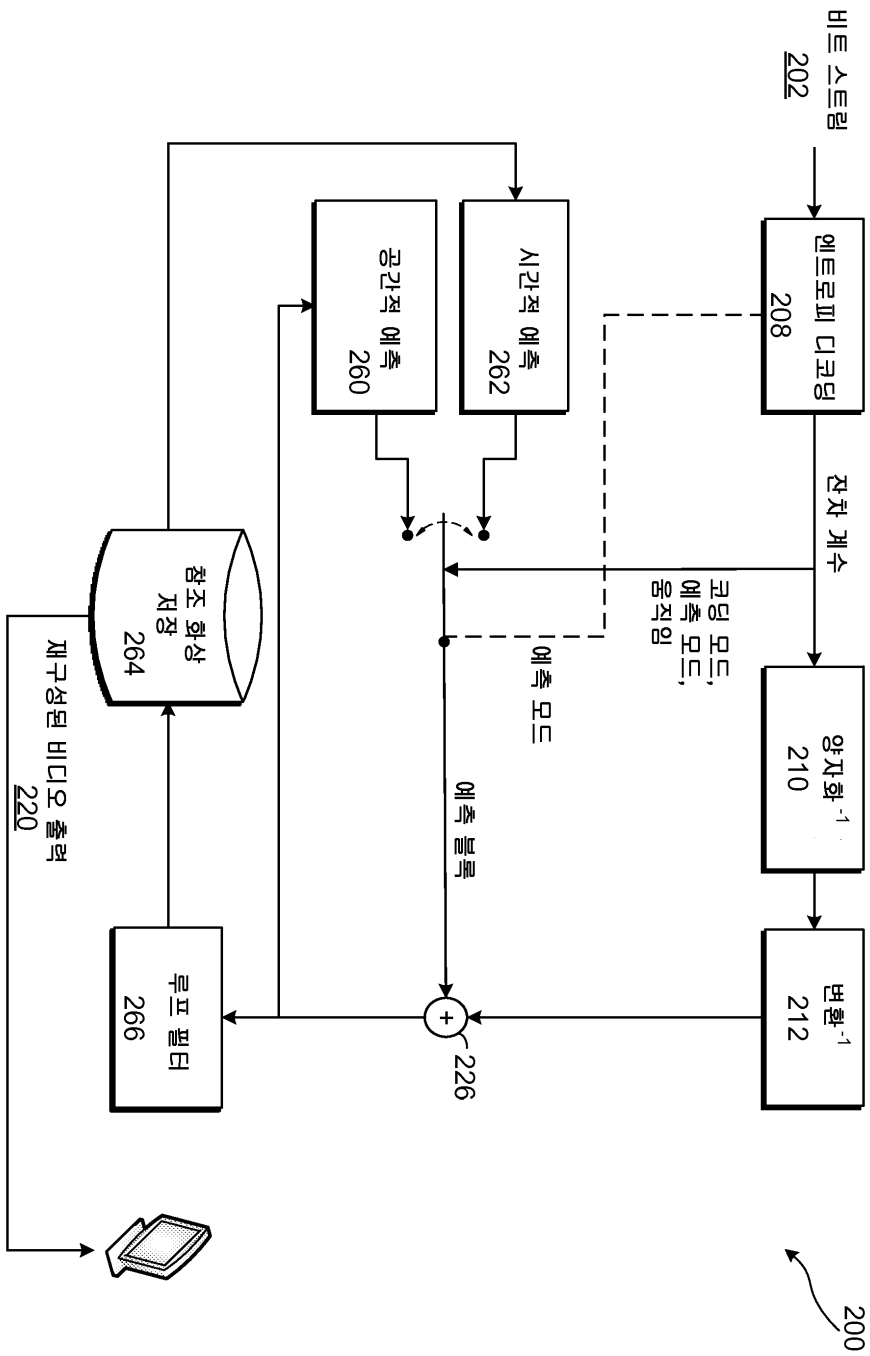 200
비트 스트림
202
엔트로피 디코딩
208
잔차 계수
양자화⁻¹
210
변환⁻¹
212
코딩 모드,
예측 모드,
움직임
예측 모드
시간적 예측
262
공간적 예측
260
예측 블록
+
226
참조 화상
저장
264
루프 필터
266
재구성된 비디오 출력
220